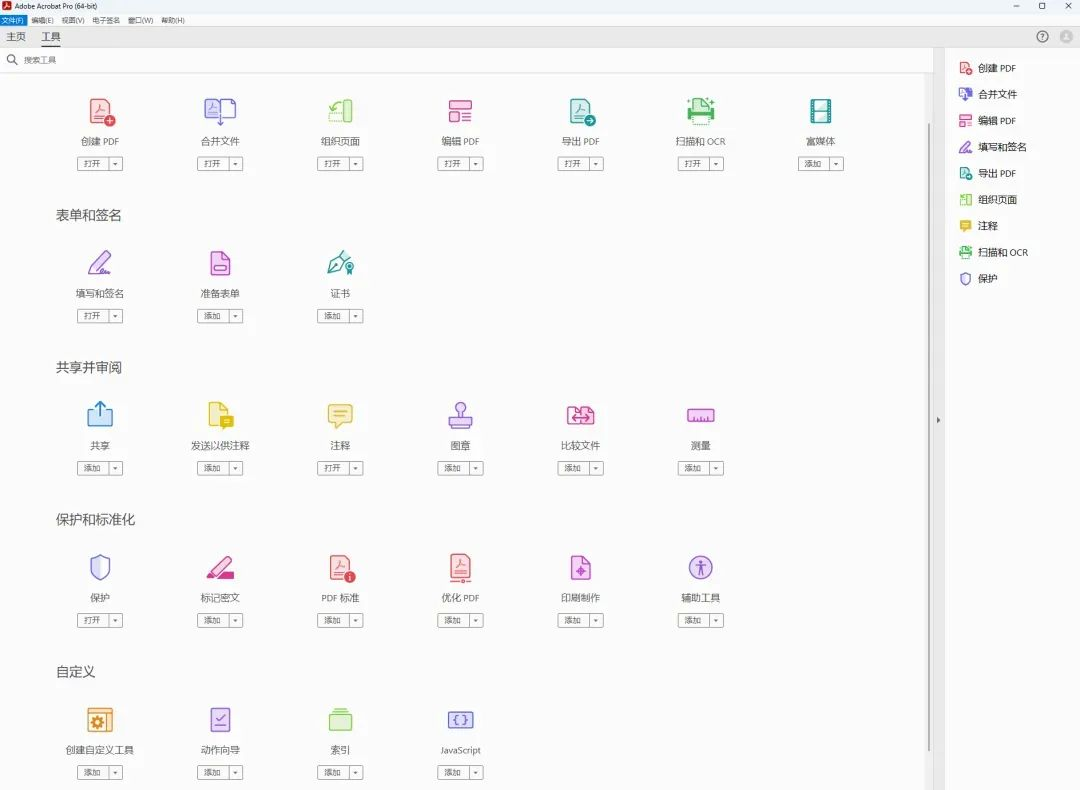 Adobe Acrobat Pro (64-bit)
文件(F) 编辑(E) 视图(V) 电子签名 窗口(W) 帮助(H)
主页 工具
搜索工具
创建 PDF 合并文件 组织页面 编辑 PDF 导出 PDF 扫描和 OCR 富媒体
打开 打开 打开 打开 打开 打开 添加
表单和签名
填写和签名 准备表单 证书
打开 添加 添加
共享并审阅
共享 发送以供注释 注释 图章 比较文件 测量
添加 添加 打开 添加 添加 添加
保护和标准化
保护 标记密文 PDF 标准 优化 PDF 印刷制作 辅助工具
打开 添加 添加 添加 添加 添加
自定义
创建自定义工具 动作向导 索引 JavaScript
添加 添加 添加 添加
创建 PDF
合并文件
编辑 PDF
填写和签名
导出 PDF
组织页面
注释
扫描和 OCR
保护